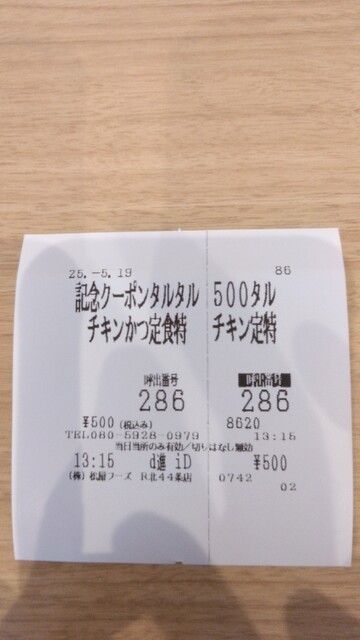 25.-5.19 86
記念クーポンタルタル 500タル
チキンかつ定食特 チキン定特
呼出番号 呼出番号
286 286
¥500(税込み) 8620
TEL080-5928-0979 13:15
当日当所のみ有効/切りはなし無効
13:15 d進 iD ¥500
(株)松屋フーズ R北44条店 0742
02